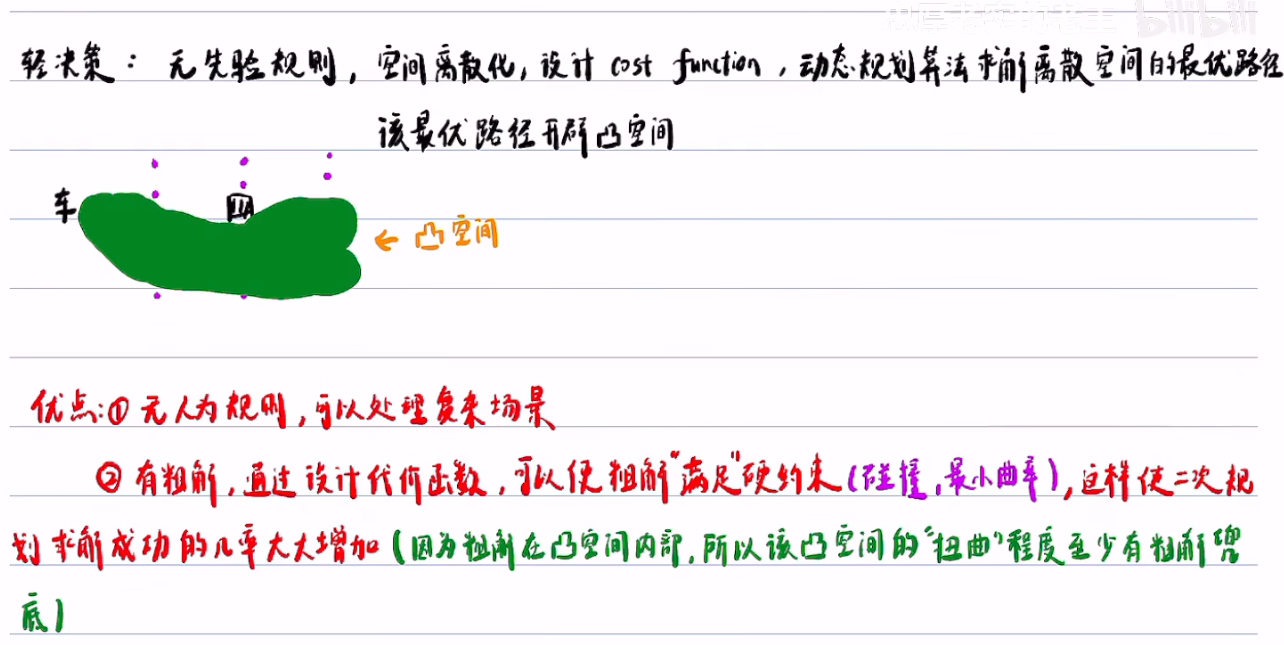 bilibili
轻决策：无先验规则，空间离散化，设计 cost function，动态规划算法求解离散空间的最优路径
该最优路径开辟凸空间
车
← 凸空间
优点:① 无人为规则，可以处理复杂场景
② 有粗解，通过设计代价函数，可以使粗解"满足"硬约束(碰撞,最小曲率)，这样使二次规
划求解成功的几率大大增加(因为粗解在凸空间内部，所以该凸空间的"扭曲"程度至少有粗解兜
底)